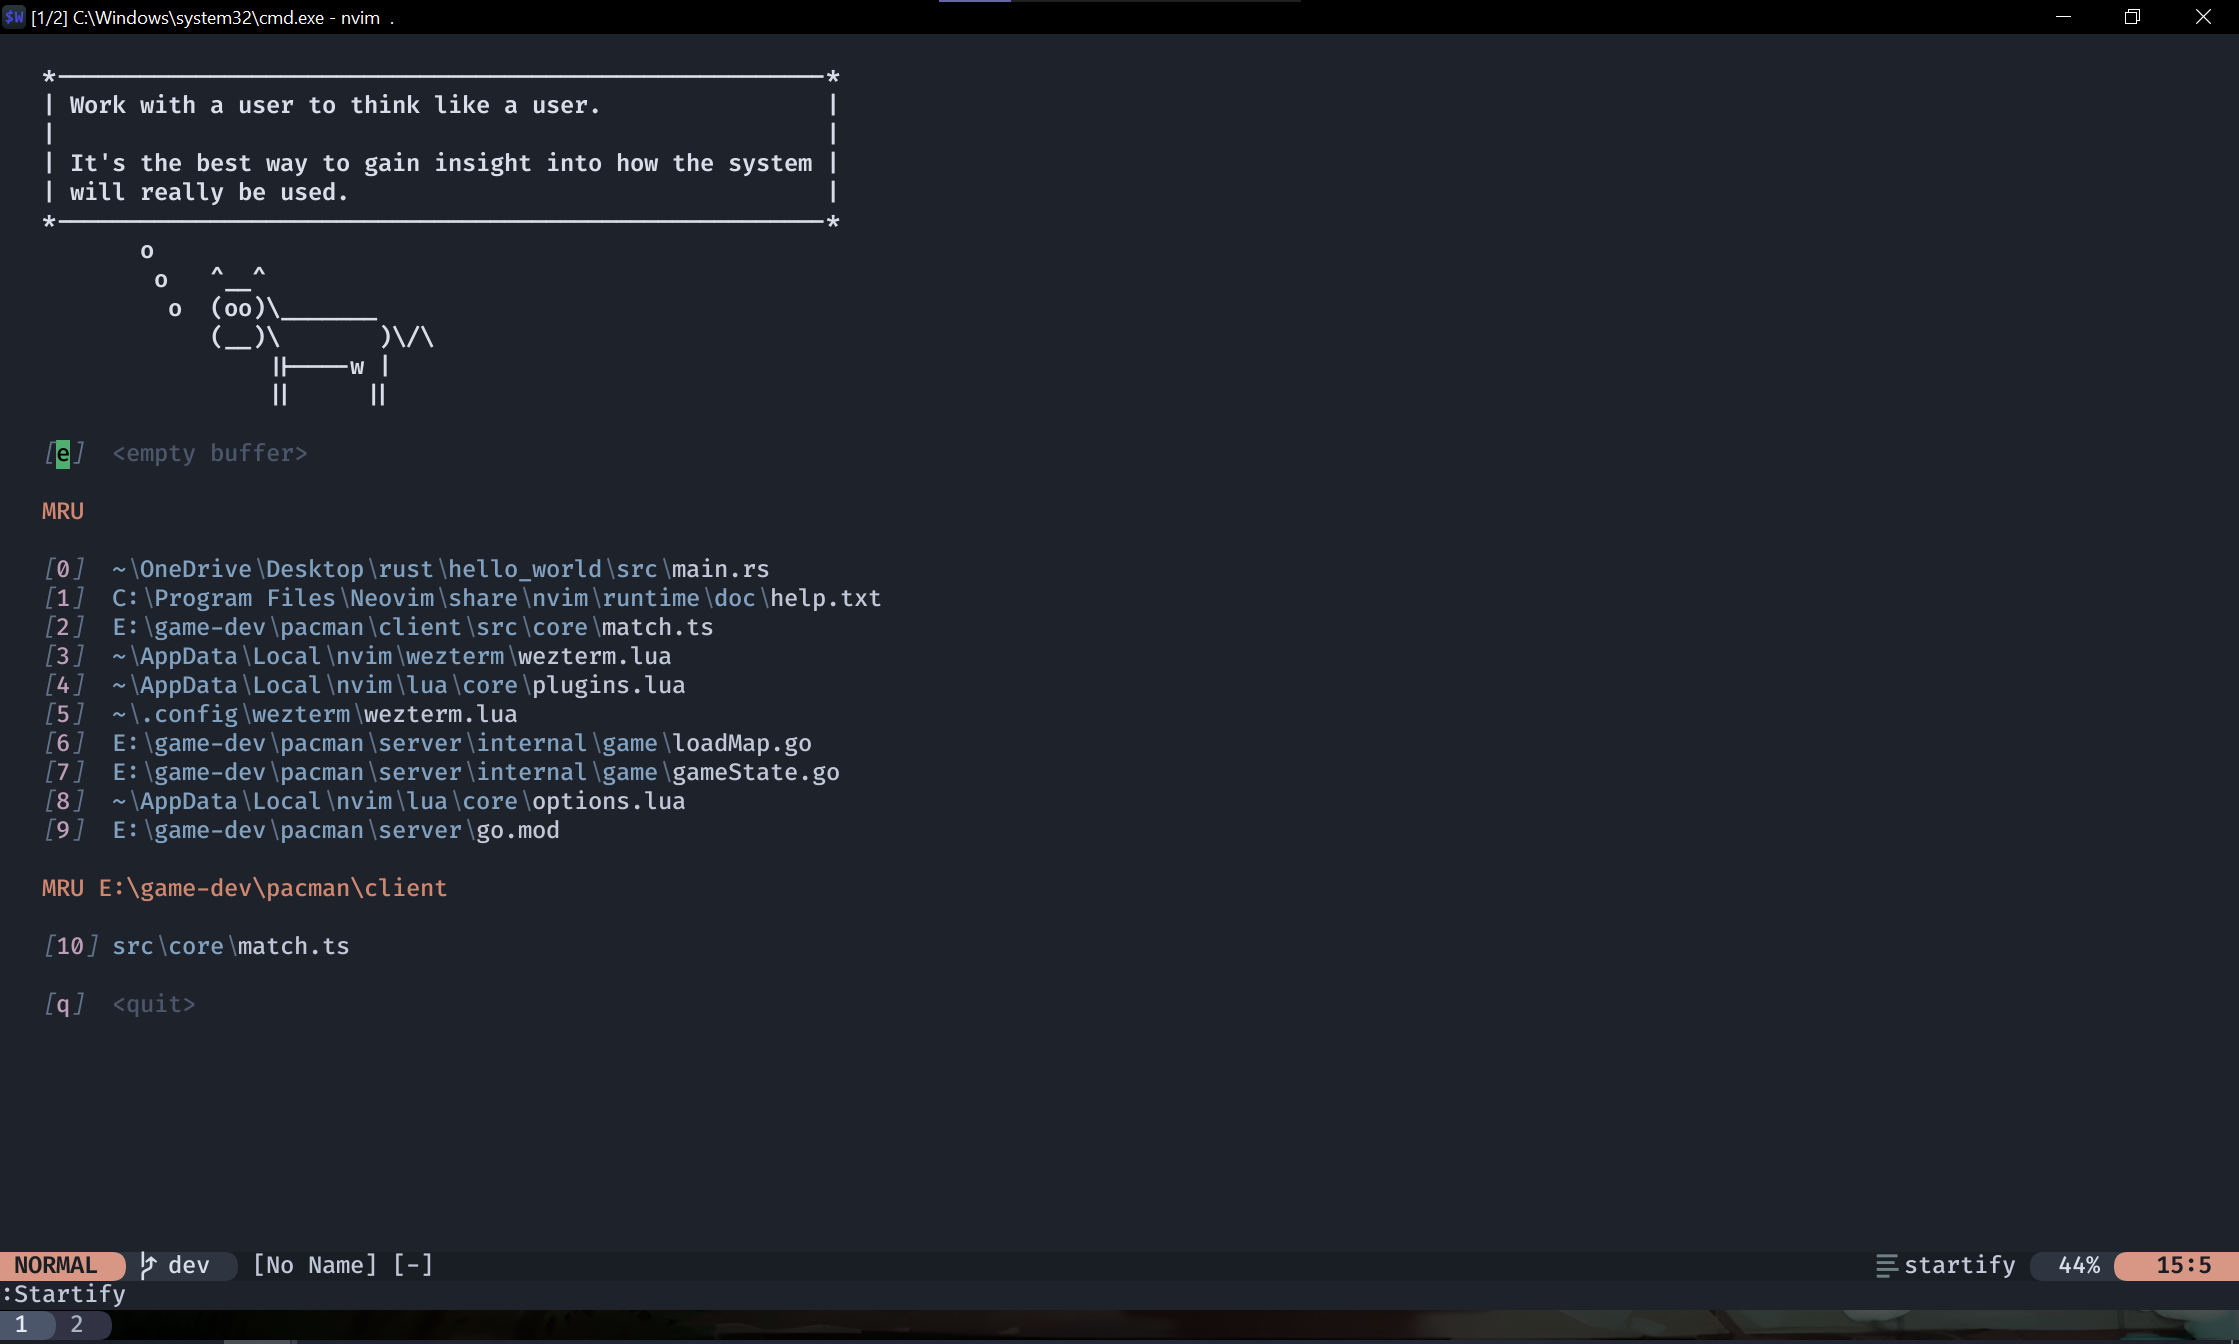 $W [1/2] C:\Windows\system32\cmd.exe - nvim  .
*------------------------------------------------------*
| Work with a user to think like a user.                |
|                                                       |
| It's the best way to gain insight into how the system |
| will really be used.                                  |
*------------------------------------------------------*
       o
        o   ^__^
         o  (oo)\_______
            (__)\       )\/\
                ||----w |
                ||      ||
[e]  <empty buffer>
MRU
[0]  ~\OneDrive\Desktop\rust\hello_world\src\main.rs
[1]  C:\Program Files\Neovim\share\nvim\runtime\doc\help.txt
[2]  E:\game-dev\pacman\client\src\core\match.ts
[3]  ~\AppData\Local\nvim\wezterm\wezterm.lua
[4]  ~\AppData\Local\nvim\lua\core\plugins.lua
[5]  ~\.config\wezterm\wezterm.lua
[6]  E:\game-dev\pacman\server\internal\game\loadMap.go
[7]  E:\game-dev\pacman\server\internal\game\gameState.go
[8]  ~\AppData\Local\nvim\lua\core\options.lua
[9]  E:\game-dev\pacman\server\go.mod
MRU E:\game-dev\pacman\client
[10] src\core\match.ts
[q]  <quit>
NORMAL dev [No Name] [-] startify 44% 15:5
:Startify
1 2